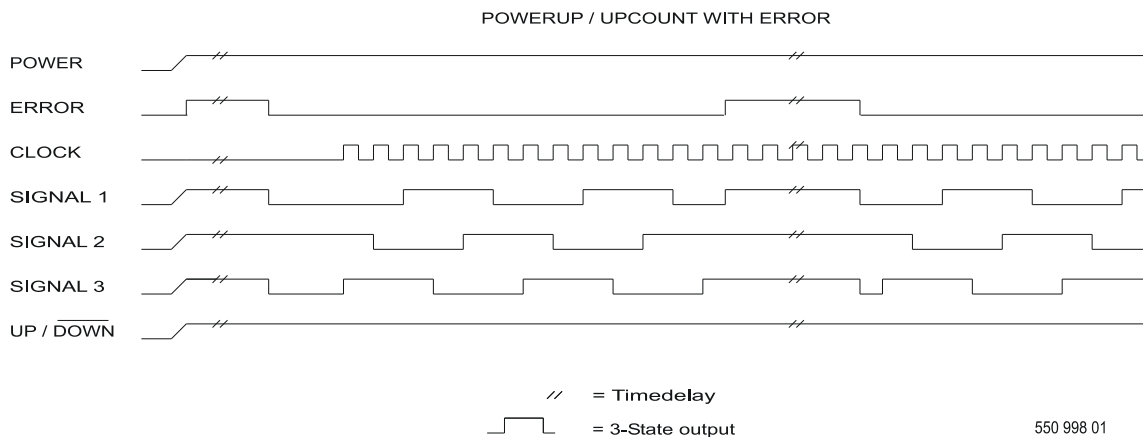 POWERUP / UPCOUNT WITH ERROR
POWER
ERROR
CLOCK
SIGNAL 1
SIGNAL 2
SIGNAL 3
UP / DOWN
// = Timedelay
= 3-State output
550 998 01